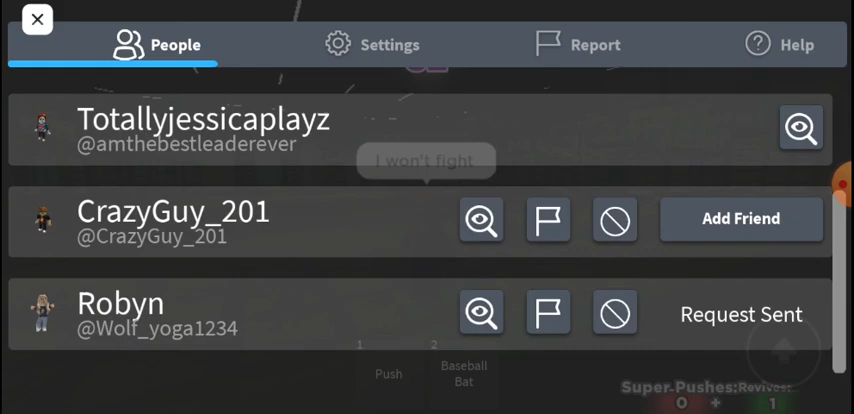 People
Settings
Report
Help
Totallyjessicaplayz
@amthebestleaderever
I won't fight
CrazyGuy_201
@CrazyGuy_201
Add Friend
Robyn
@Wolf_yoga1234
Request Sent
1
2
Push
Baseball
Bat
Super Pushes:
Revives:
0 +
1